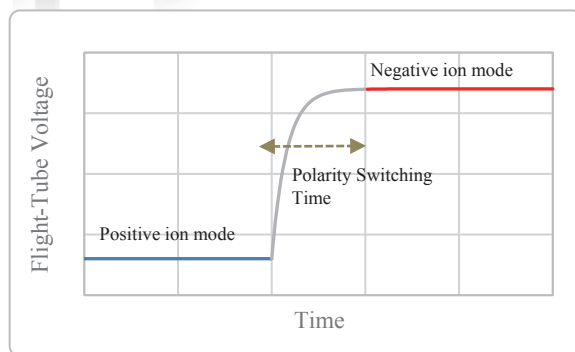 Negative ion mode
Polarity Switching
Time
Positive ion mode
Flight-Tube Voltage
Time